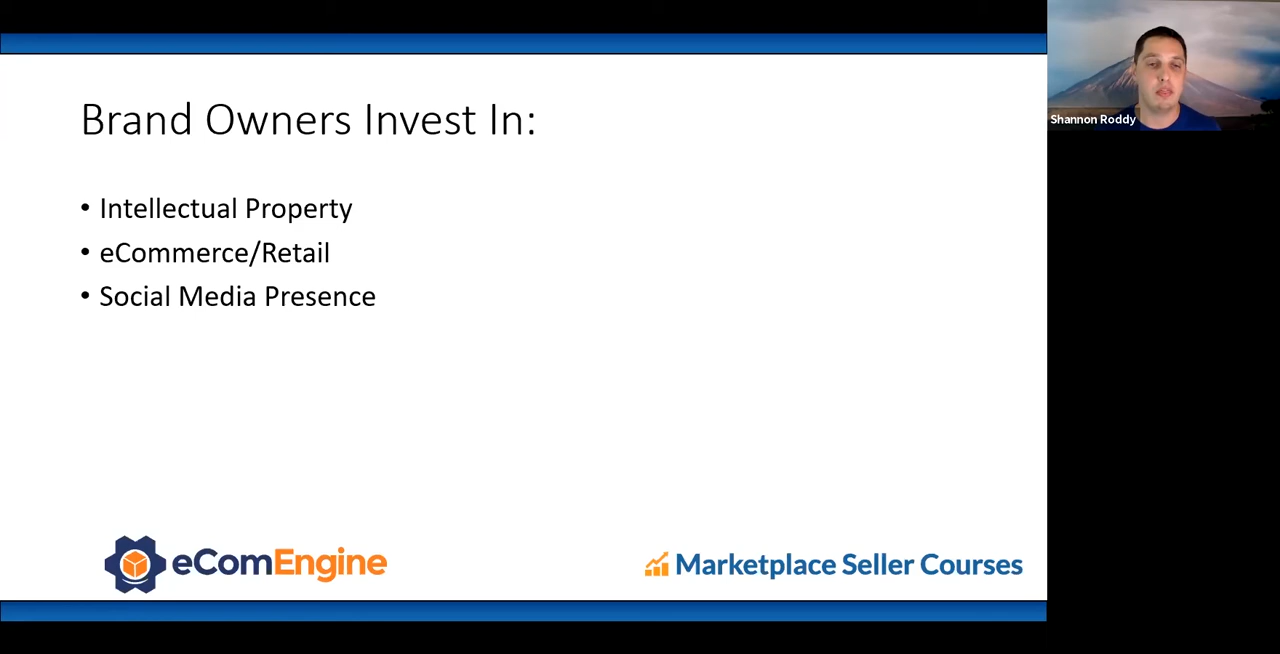 Brand Owners Invest In:
• Intellectual Property
• eCommerce/Retail
• Social Media Presence
eComEngine
Marketplace Seller Courses
Shannon Roddy